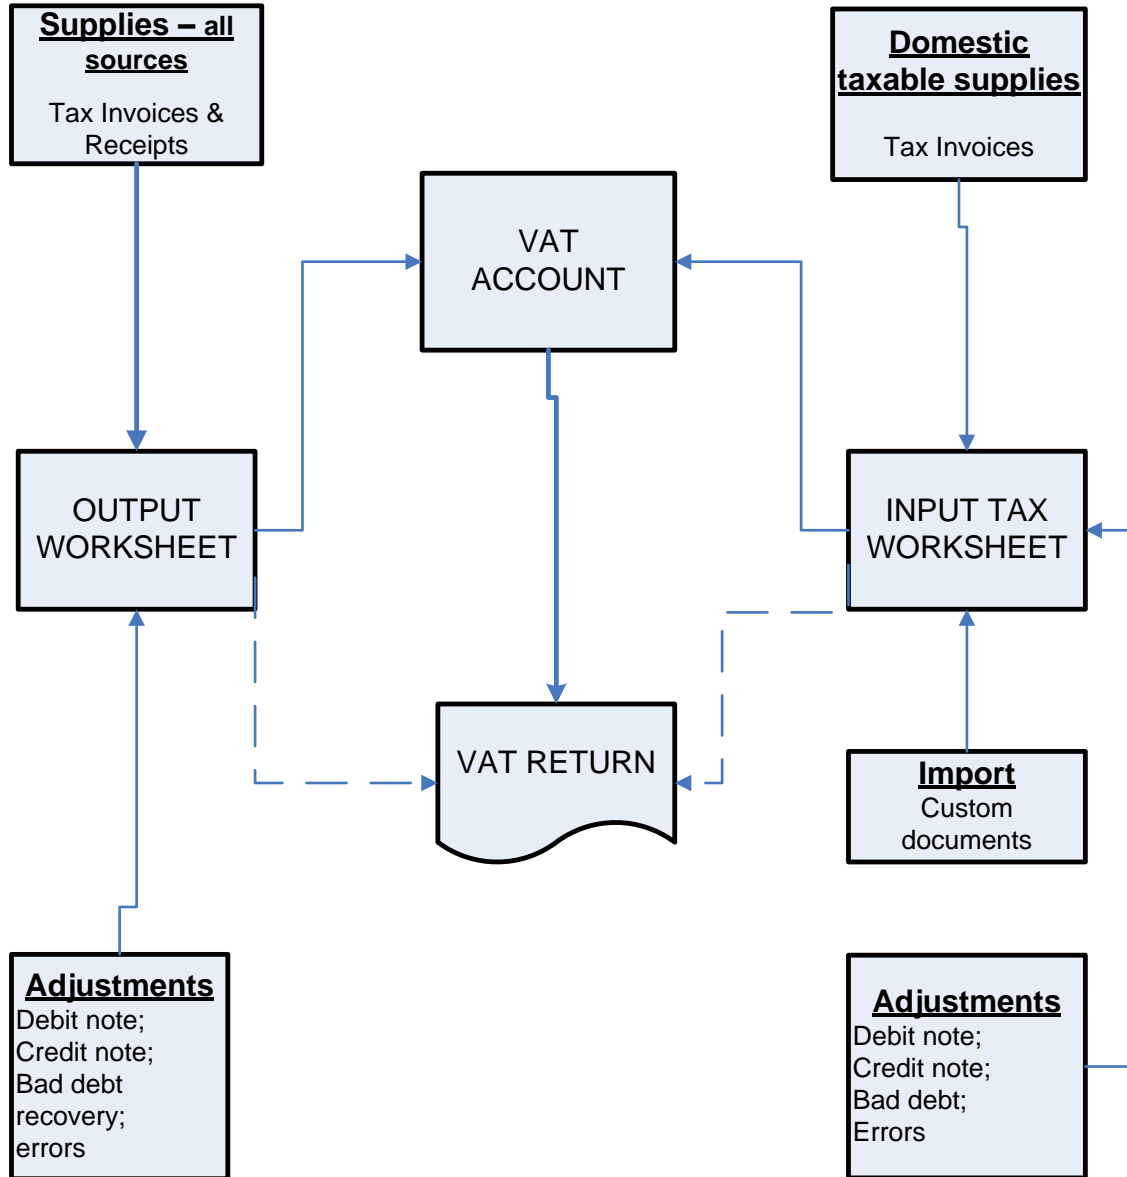 Supplies – all
sources
Tax Invoices &
Receipts
Domestic
taxable supplies
Tax Invoices
VAT
ACCOUNT
OUTPUT
WORKSHEET
INPUT TAX
WORKSHEET
VAT RETURN
Import
Custom
documents
Adjustments
Debit note;
Credit note;
Bad debt
recovery;
errors
Adjustments
Debit note;
Credit note;
Bad debt;
Errors